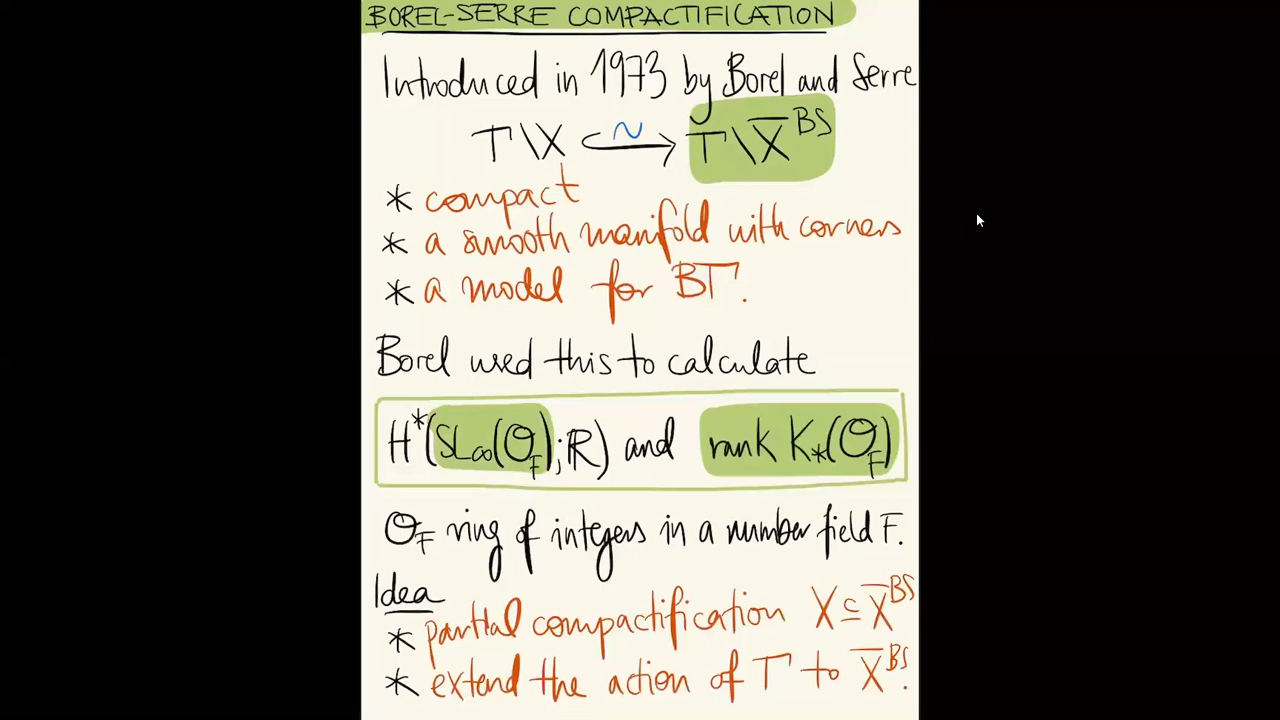 BOREL-SERRE COMPACTIFICATION
Introduced in 1973 by Borel and Serre
Γ\X ↪ Γ\X̅^BS
~
* compact
* a smooth manifold with corners
* a model for BΓ.
Borel used this to calculate
H*(SL∞(O_F);ℝ) and rank K_*(O_F)
O_F ring of integers in a number field F.
Idea
* partial compactification X ⊆ X̅^BS
* extend the action of Γ to X̅^BS.